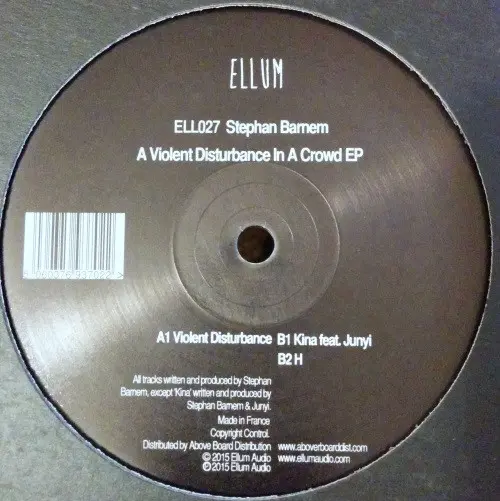 ELLUM
ELL027 Stephan Barnem
A Violent Disturbance In A Crowd EP
A1 Violent Disturbance B1 Kina feat. Junyi
B2 H
All tracks written and produced by Stephan
Barnem, except 'Kina' written and produced by
Stephan Barnem & Junyi.
Made in France
Copyright Control.
Distributed by Above Board Distribution www.aboveboarddist.com
℗ 2015 Ellum Audio www.ellumaudio.com
© 2015 Ellum Audio